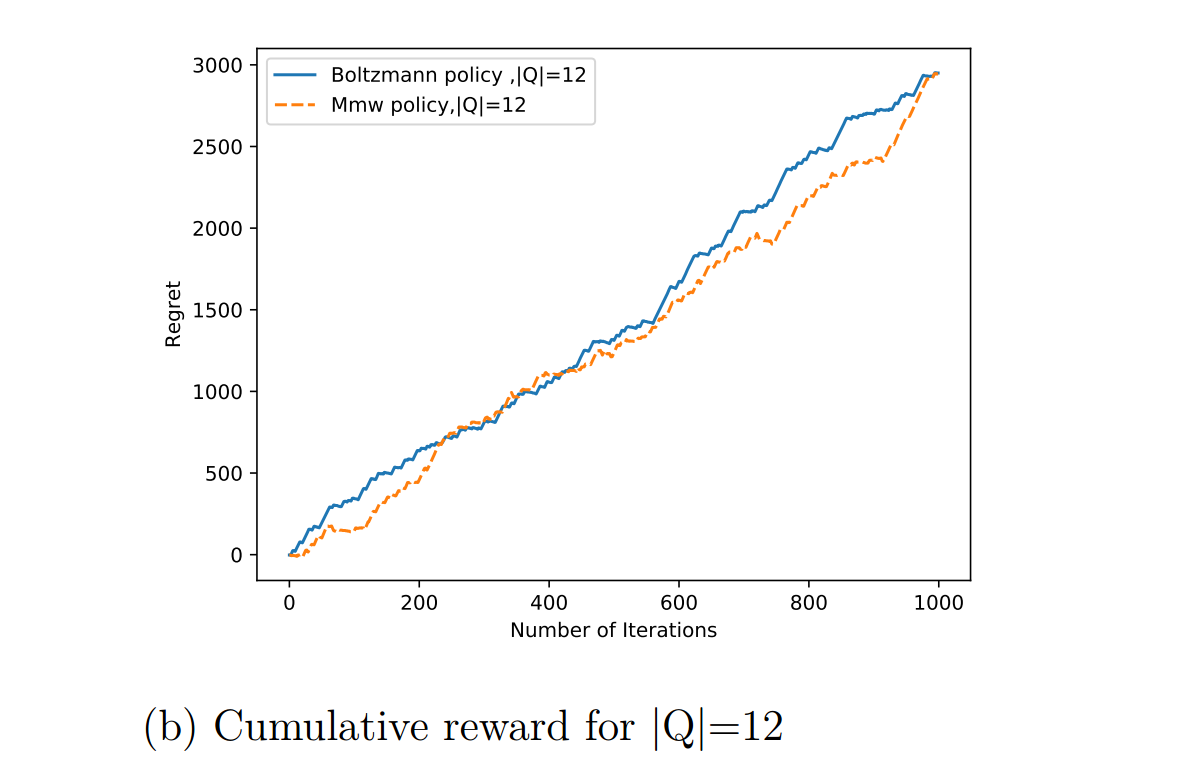 3000
2500
2000
1500
1000
500
0
Regret
Boltzmann policy ,|Q|=12
Mmw policy,|Q|=12
0 200 400 600 800 1000
Number of Iterations
(b) Cumulative reward for |Q|=12